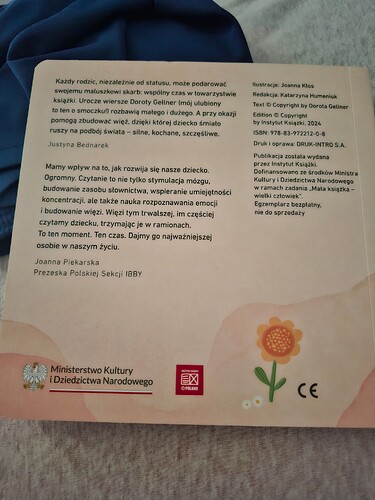 Każdy rodzic, niezależnie od statusu, może podarować
swojemu maluszkowi skarb: wspólny czas w towarzystwie
książki. Urocze wiersze Doroty Gellner (mój ulubiony
to ten o smoczku!) rozbawią małego i dużego. A przy okazji
pomogą zbudować więź, dzięki której dziecko śmiało
ruszy na podbój świata – silne, kochane, szczęśliwe.
Justyna Bednarek
Mamy wpływ na to, jak rozwija się nasze dziecko.
Ogromny. Czytanie to nie tylko stymulacja mózgu,
budowanie zasobu słownictwa, wspieranie umiejętności
koncentracji, ale także nauka rozpoznawania emocji
i budowanie więzi. Więzi tym trwalszej, im częściej
czytamy dziecku, trzymając je w ramionach.
To ten moment. Ten czas. Dajmy go najważniejszej
osobie w naszym życiu.
Joanna Piekarska
Prezeska Polskiej Sekcji IBBY
Ilustracje: Joanna Kłos
Redakcja: Katarzyna Humeniuk
Text © Copyright by Dorota Gellner
Edition © Copyright
by Instytut Książki, 2024
ISBN: 978-83-972212-0-8
Druk i oprawa: DRUK-INTRO S.A.
Publikacja została wydana
przez Instytut Książki.
Dofinansowano ze środków Ministra
Kultury i Dziedzictwa Narodowego
w ramach zadania „Mała książka –
wielki człowiek”.
Egzemplarz bezpłatny,
nie do sprzedaży
Ministerstwo Kultury
i Dziedzictwa Narodowego
CE